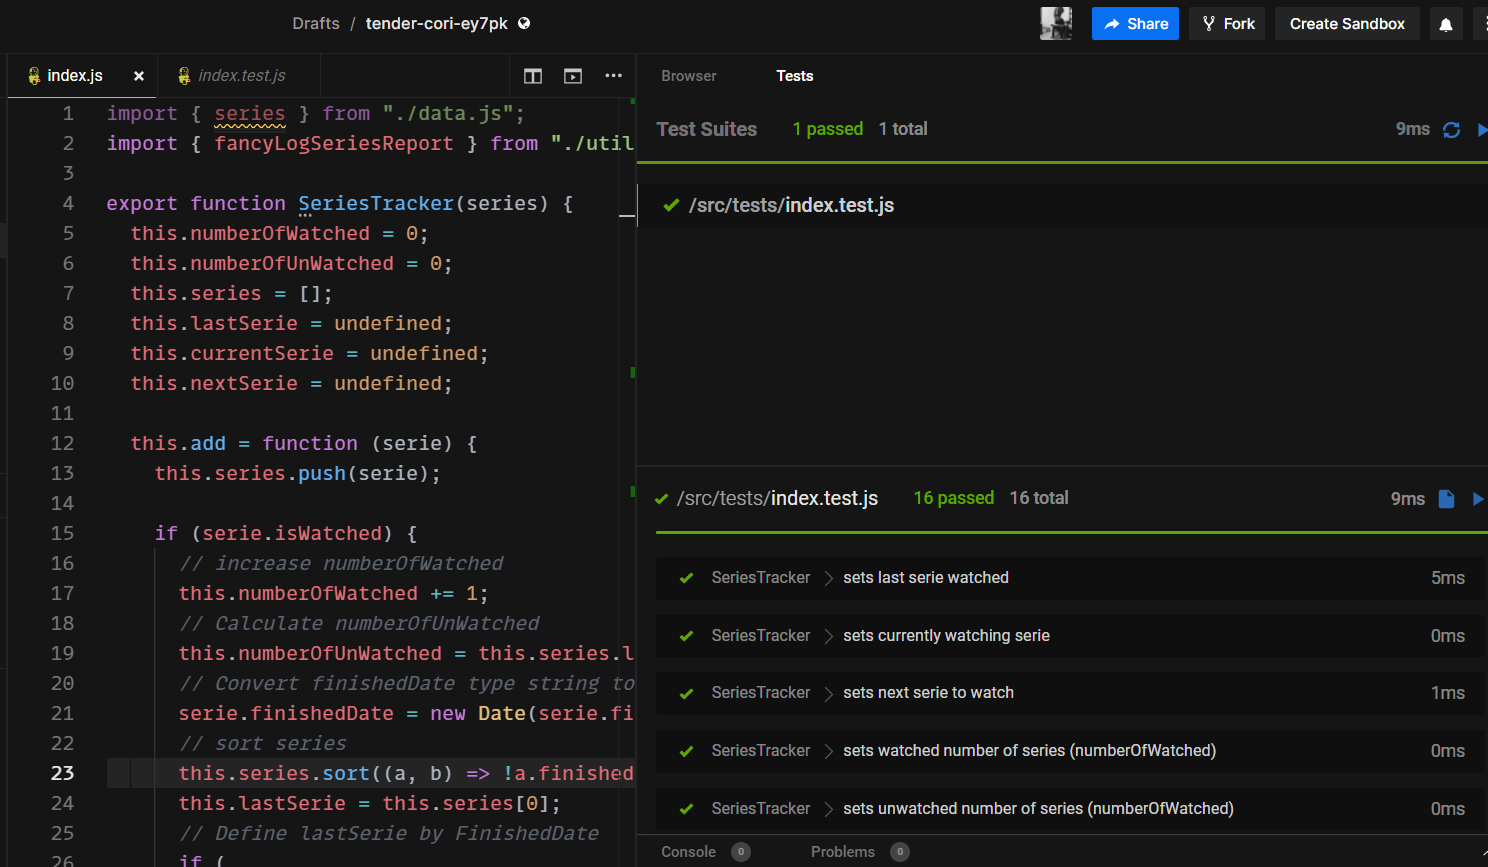 Drafts / tender-cori-ey7pk
Share
Fork
Create Sandbox
index.js
index.test.js
1 import { series } from "./data.js";
2 import { fancyLogSeriesReport } from "./util
3
4 export function SeriesTracker(series) {
5 this.numberOfWatched = 0;
6 this.numberOfUnWatched = 0;
7 this.series = [];
8 this.lastSerie = undefined;
9 this.currentSerie = undefined;
10 this.nextSerie = undefined;
11
12 this.add = function (serie) {
13 this.series.push(serie);
14
15 if (serie.isWatched) {
16 // increase numberOfWatched
17 this.numberOfWatched += 1;
18 // Calculate numberOfUnWatched
19 this.numberOfUnWatched = this.series.l
20 // Convert finishedDate type string to
21 serie.finishedDate = new Date(serie.fi
22 // sort series
23 this.series.sort((a, b) => !a.finished
24 this.lastSerie = this.series[0];
25 // Define lastSerie by FinishedDate
26 if (
Browser
Tests
Test Suites 1 passed 1 total 9ms
/src/tests/index.test.js
/src/tests/index.test.js 16 passed 16 total 9ms
SeriesTracker sets last serie watched 5ms
SeriesTracker sets currently watching serie 0ms
SeriesTracker sets next serie to watch 1ms
SeriesTracker sets watched number of series (numberOfWatched) 0ms
SeriesTracker sets unwatched number of series (numberOfWatched) 0ms
Console 0 Problems 0